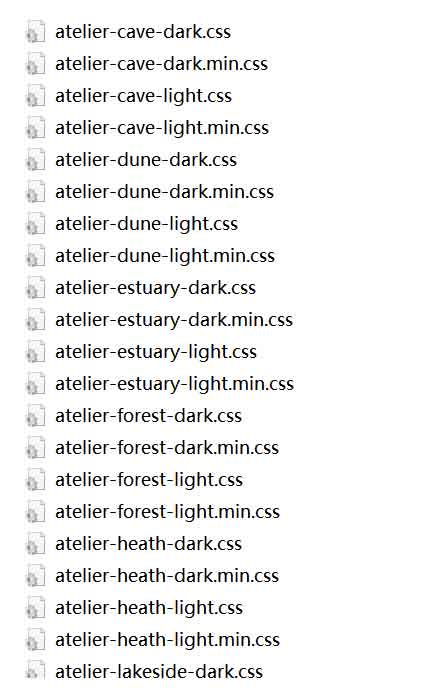 atelier-cave-dark.css
atelier-cave-dark.min.css
atelier-cave-light.css
atelier-cave-light.min.css
atelier-dune-dark.css
atelier-dune-dark.min.css
atelier-dune-light.css
atelier-dune-light.min.css
atelier-estuary-dark.css
atelier-estuary-dark.min.css
atelier-estuary-light.css
atelier-estuary-light.min.css
atelier-forest-dark.css
atelier-forest-dark.min.css
atelier-forest-light.css
atelier-forest-light.min.css
atelier-heath-dark.css
atelier-heath-dark.min.css
atelier-heath-light.css
atelier-heath-light.min.css
atelier-lakeside-dark.css